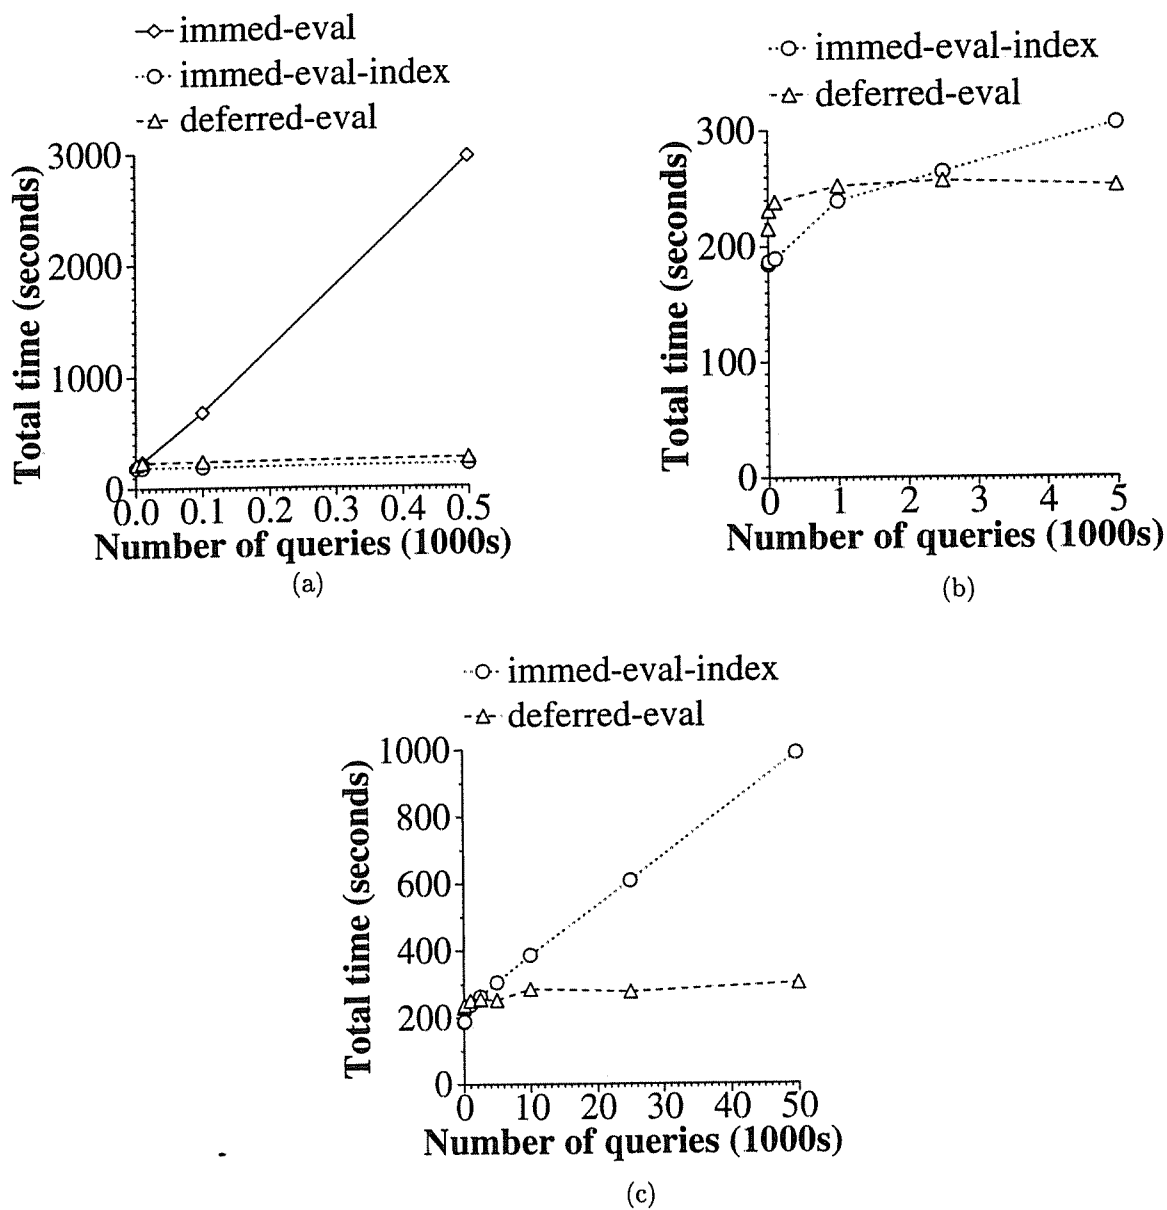 immed-eval
immed-eval-index
deferred-eval
3000
2000
1000
0
Total time (seconds)
0.0 0.1 0.2 0.3 0.4 0.5
Number of queries (1000s)
(a)
immed-eval-index
deferred-eval
300
200
100
0
Total time (seconds)
0 1 2 3 4 5
Number of queries (1000s)
(b)
immed-eval-index
deferred-eval
1000
800
600
400
200
0
Total time (seconds)
0 10 20 30 40 50
Number of queries (1000s)
(c)